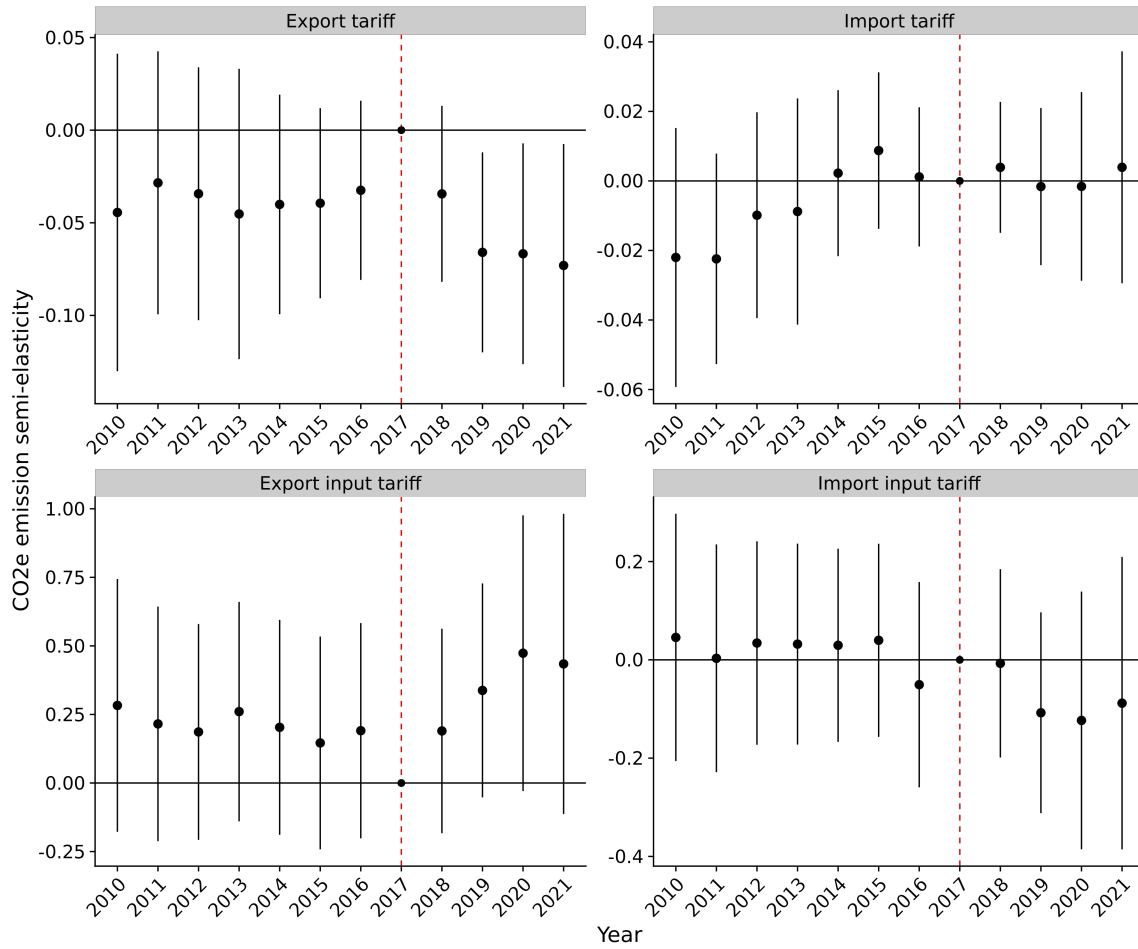 Export tariff
0.05
0.00
-0.05
-0.10
2010 2011 2012 2013 2014 2015 2016 2017 2018 2019 2020 2021
Import tariff
0.04
0.02
0.00
-0.02
-0.04
-0.06
2010 2011 2012 2013 2014 2015 2016 2017 2018 2019 2020 2021
CO2e emission semi-elasticity
Export input tariff
1.00
0.75
0.50
0.25
0.00
-0.25
2010 2011 2012 2013 2014 2015 2016 2017 2018 2019 2020 2021
Import input tariff
0.2
0.0
-0.2
-0.4
2010 2011 2012 2013 2014 2015 2016 2017 2018 2019 2020 2021
Year